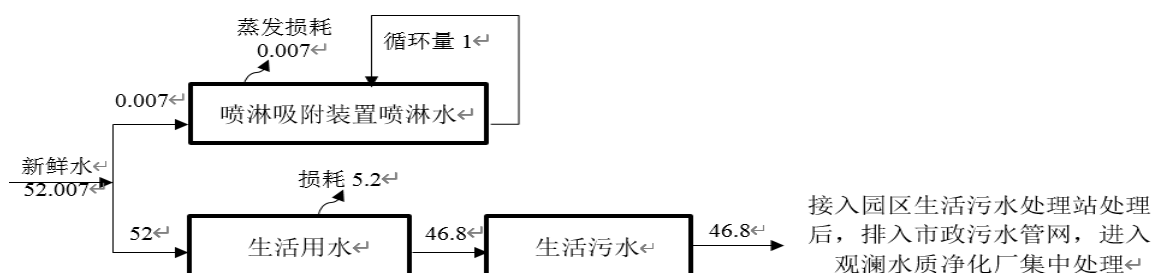 蒸发损耗
0.007↵
循环量 1↵
0.007↵
喷淋吸附装置喷淋水↵
新鲜水↵
52.007↵
损耗 5.2↵
52↵
生活用水↵
46.8↵
生活污水↵
46.8↵
接入园区生活污水处理站处理
后，排入市政污水管网，进入
观澜水质净化厂集中处理↵